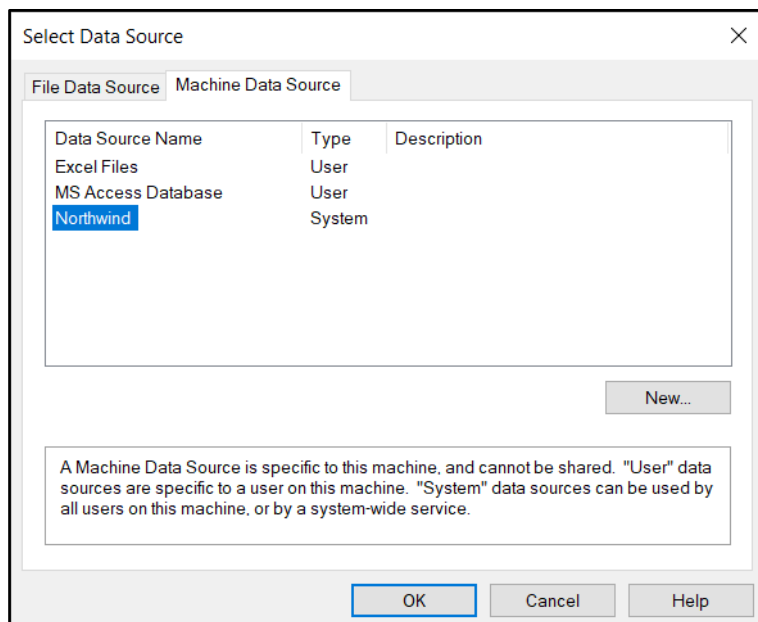 Select Data Source
File Data Source Machine Data Source
Data Source Name Type Description
Excel Files User
MS Access Database User
Northwind System
New...
A Machine Data Source is specific to this machine, and cannot be shared. "User" data
sources are specific to a user on this machine. "System" data sources can be used by
all users on this machine, or by a system-wide service.
OK Cancel Help